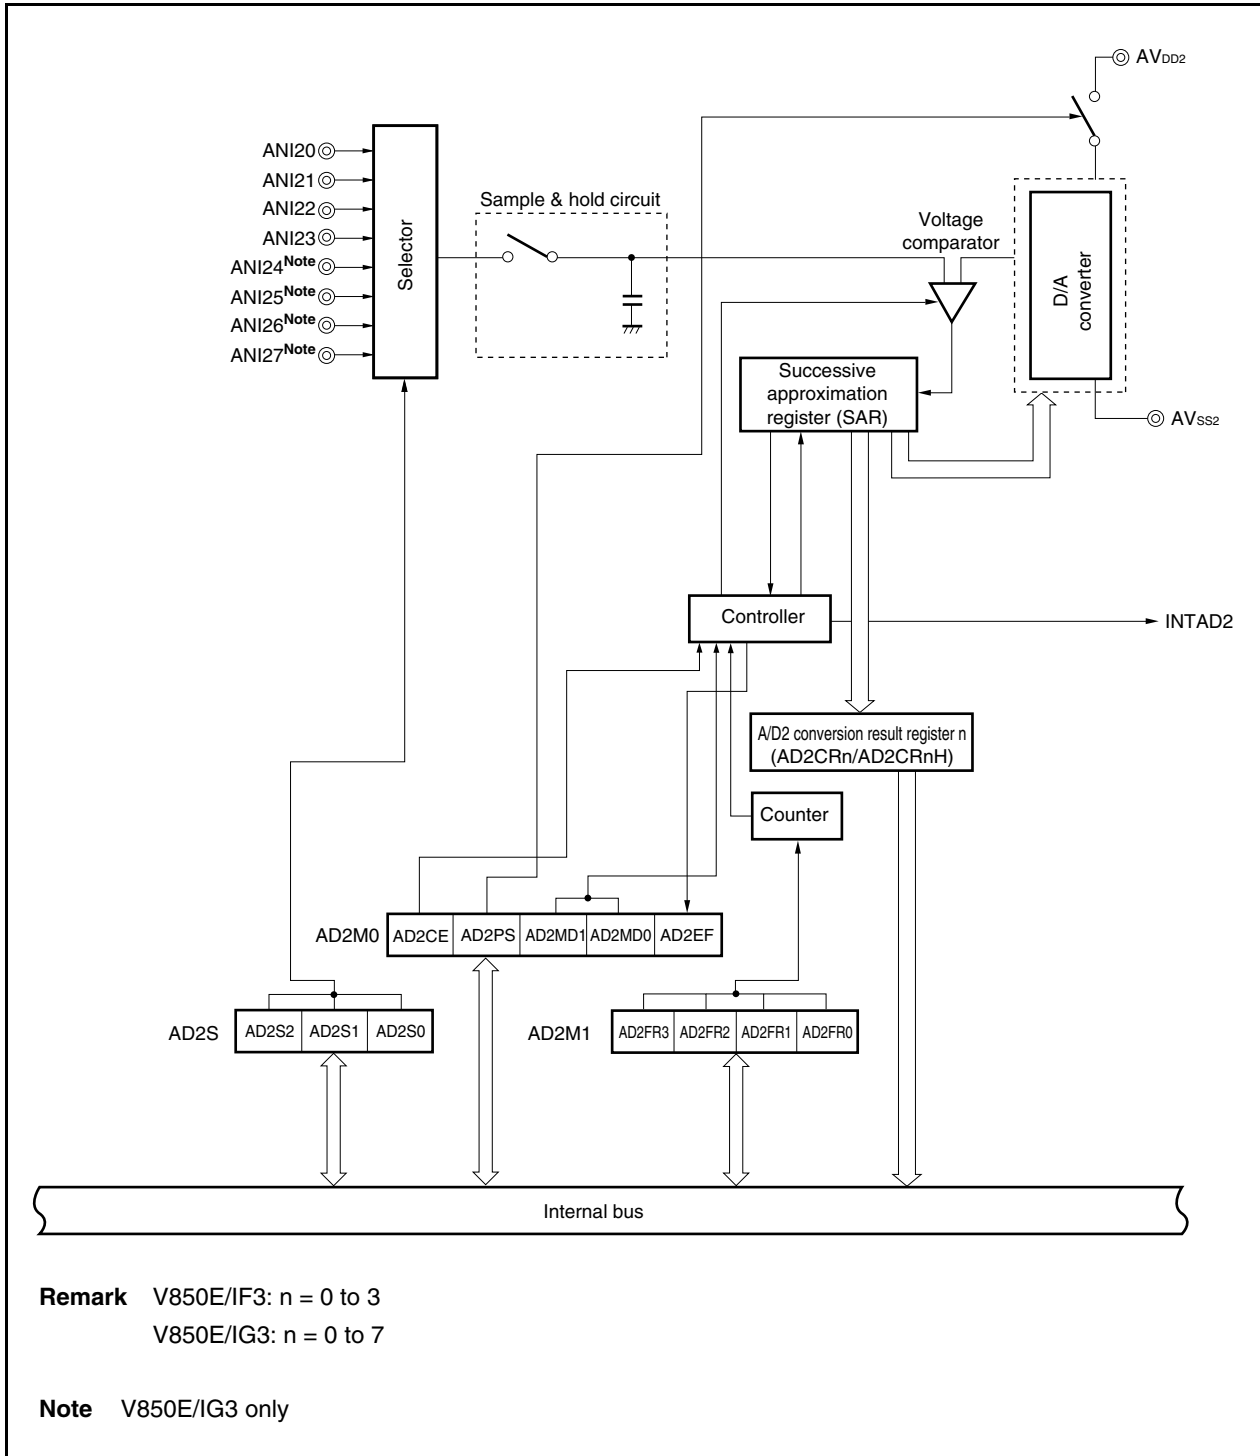 AVDD2
ANI20
ANI21
ANI22
ANI23
ANI24Note
ANI25Note
ANI26Note
ANI27Note
Selector
Sample & hold circuit
Voltage
comparator
D/A
converter
Successive
approximation
register (SAR)
AVSS2
Controller
INTAD2
A/D2 conversion result register n
(AD2CRn/AD2CRnH)
Counter
AD2M0 AD2CE AD2PS AD2MD1 AD2MD0 AD2EF
AD2S AD2S2 AD2S1 AD2S0
AD2M1 AD2FR3 AD2FR2 AD2FR1 AD2FR0
Internal bus
Remark V850E/IF3: n = 0 to 3
V850E/IG3: n = 0 to 7
Note V850E/IG3 only